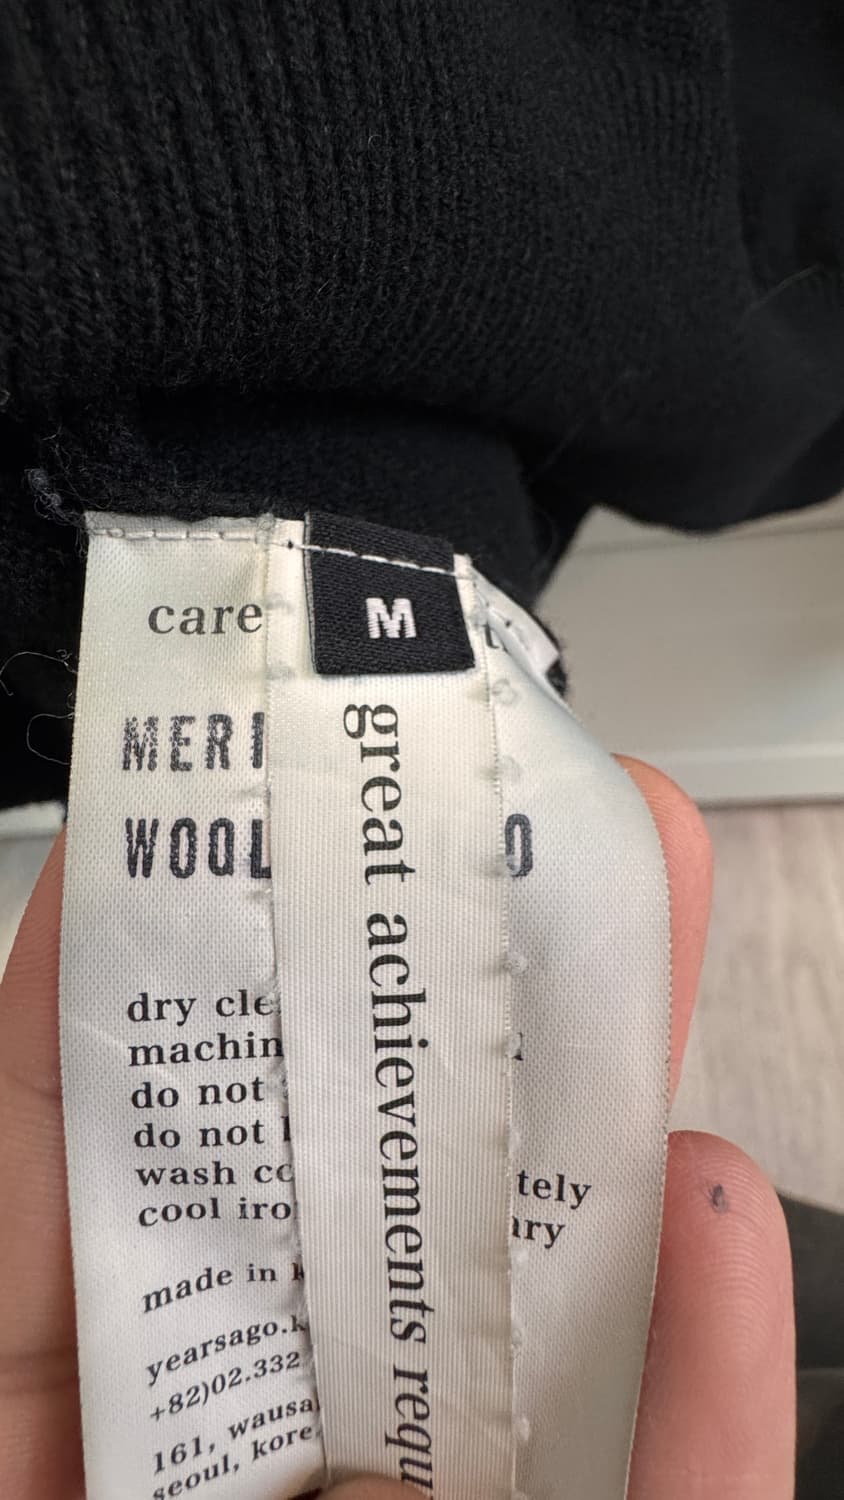 M
care
great achievements
MERI
WOOL
dry cle
machin
do not
do not
wash co
tely
cool iro
ary
made in k
yearsago.k
+82)02.332
161, wausa
seoul, kore